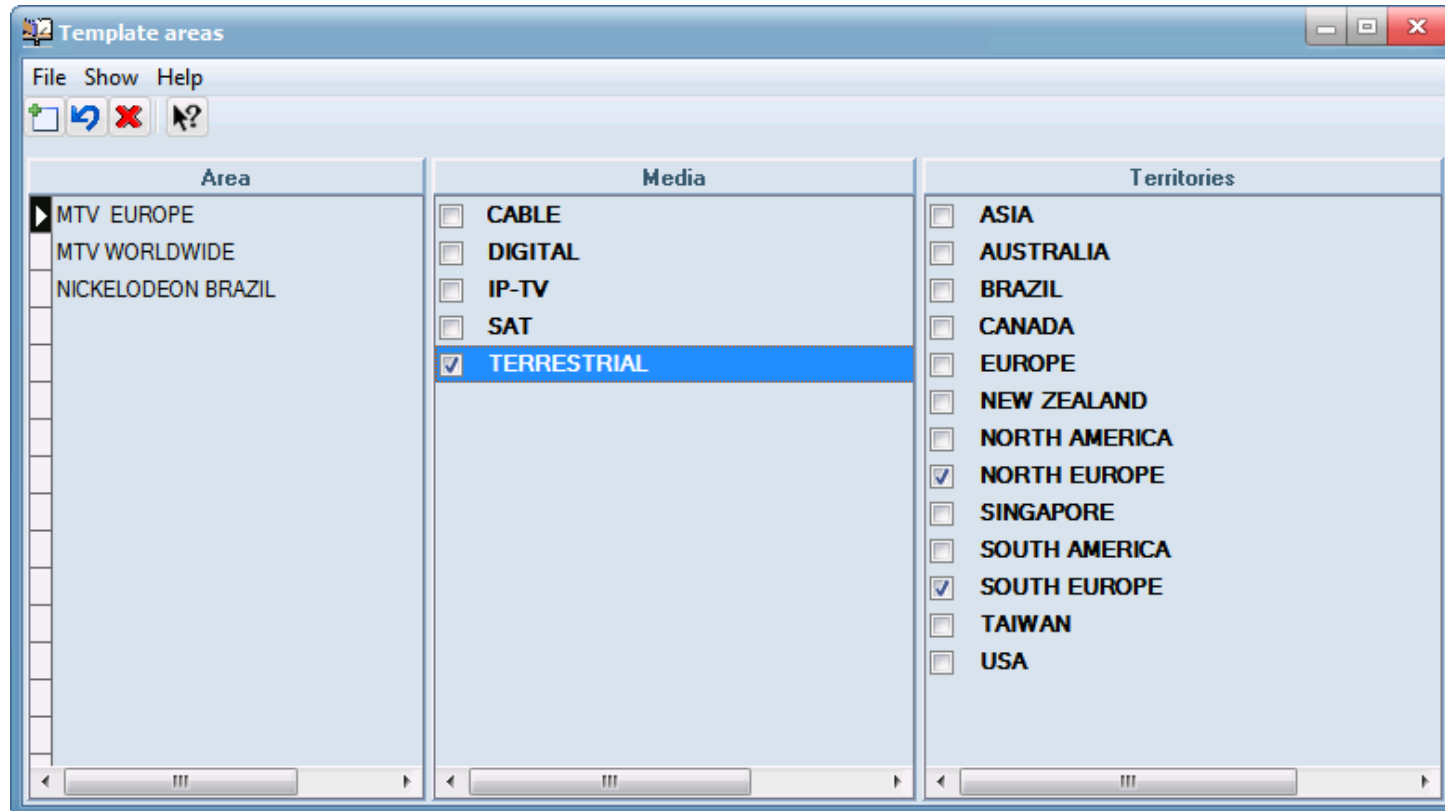 Template areas
File Show Help
Area
MTV  EUROPE
MTV WORLDWIDE
NICKELODEON BRAZIL
Media
CABLE
DIGITAL
IP-TV
SAT
TERRESTRIAL
Territories
ASIA
AUSTRALIA
BRAZIL
CANADA
EUROPE
NEW ZEALAND
NORTH AMERICA
NORTH EUROPE
SINGAPORE
SOUTH AMERICA
SOUTH EUROPE
TAIWAN
USA